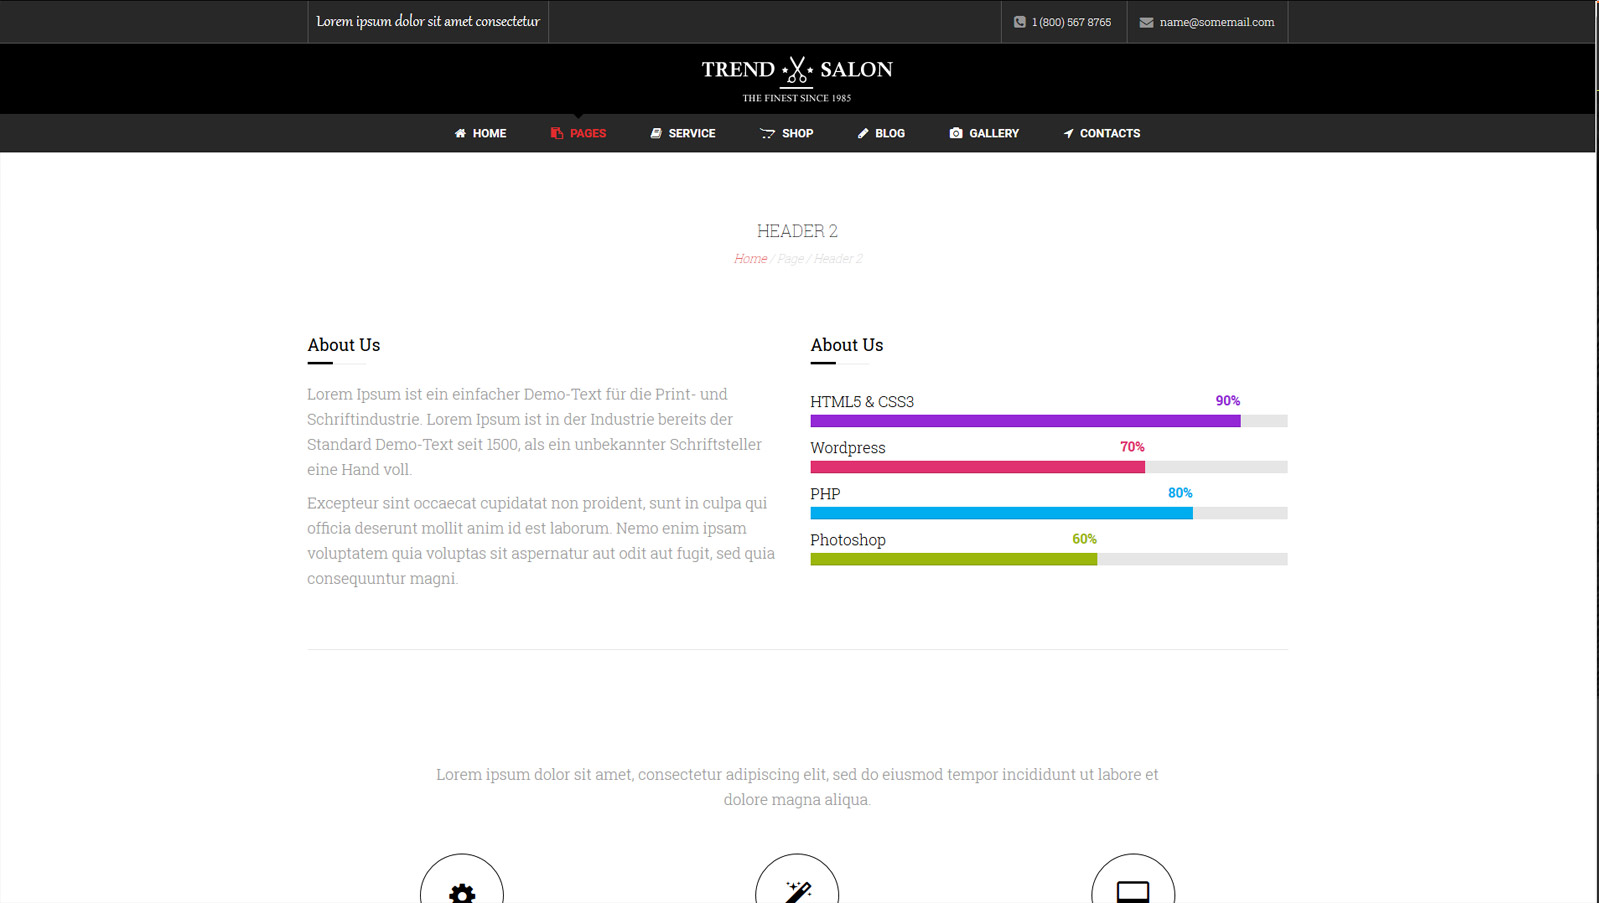 Lorem ipsum dolor sit amet consectetur
1 (800) 567 8765
name@somemail.com
TREND SALON
THE FINEST SINCE 1985
HOME
PAGES
SERVICE
SHOP
BLOG
GALLERY
CONTACTS
HEADER 2
Home / Page / Header 2
About Us
Lorem Ipsum ist ein einfacher Demo-Text für die Print- und
Schriftindustrie. Lorem Ipsum ist in der Industrie bereits der
Standard Demo-Text seit 1500, als ein unbekannter Schriftsteller
eine Hand voll.
Excepteur sint occaecat cupidatat non proident, sunt in culpa qui
officia deserunt mollit anim id est laborum. Nemo enim ipsam
voluptatem quia voluptas sit aspernatur aut odit aut fugit, sed quia
consequuntur magni.
About Us
HTML5 & CSS3 90%
Wordpress 70%
PHP 80%
Photoshop 60%
Lorem ipsum dolor sit amet, consectetur adipiscing elit, sed do eiusmod tempor incididunt ut labore et
dolore magna aliqua.